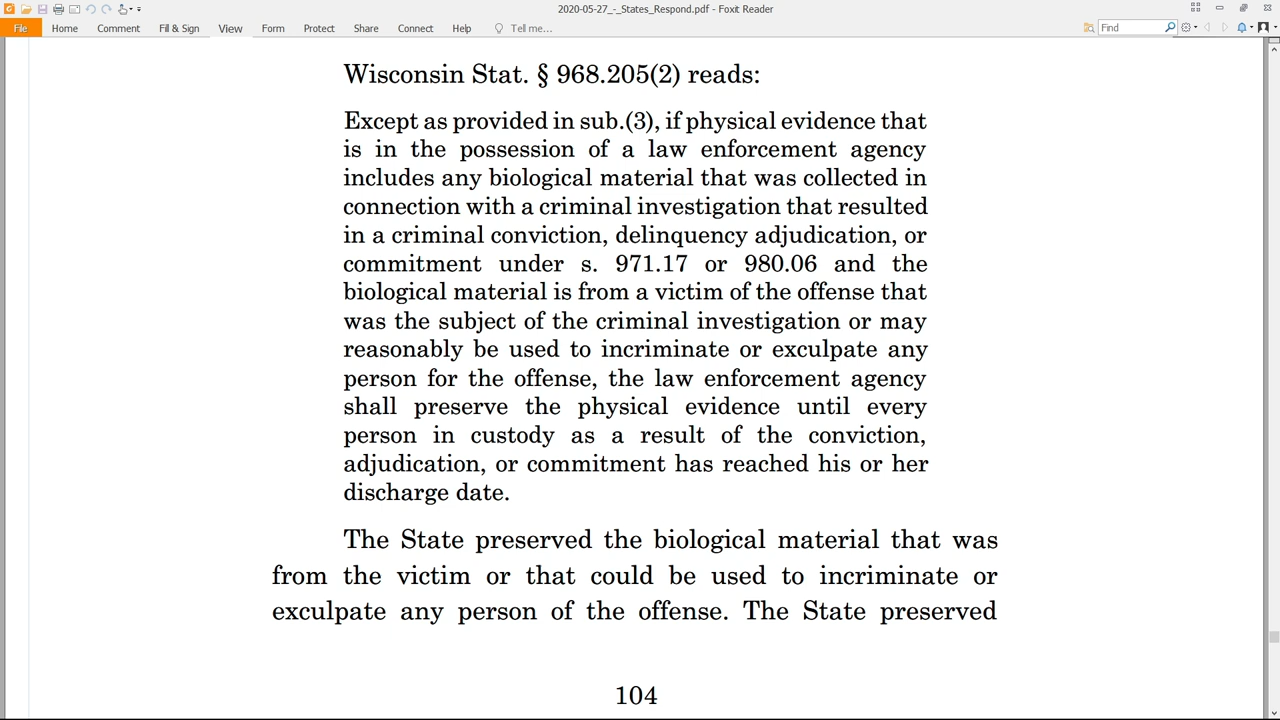 2020-05-27_-_States_Respond.pdf - Foxit Reader
File Home Comment Fill & Sign View Form Protect Share Connect Help Tell me... Find
Wisconsin Stat. § 968.205(2) reads:
Except as provided in sub.(3), if physical evidence that
is in the possession of a law enforcement agency
includes any biological material that was collected in
connection with a criminal investigation that resulted
in a criminal conviction, delinquency adjudication, or
commitment under s. 971.17 or 980.06 and the
biological material is from a victim of the offense that
was the subject of the criminal investigation or may
reasonably be used to incriminate or exculpate any
person for the offense, the law enforcement agency
shall preserve the physical evidence until every
person in custody as a result of the conviction,
adjudication, or commitment has reached his or her
discharge date.
The State preserved the biological material that was
from the victim or that could be used to incriminate or
exculpate any person of the offense. The State preserved
104